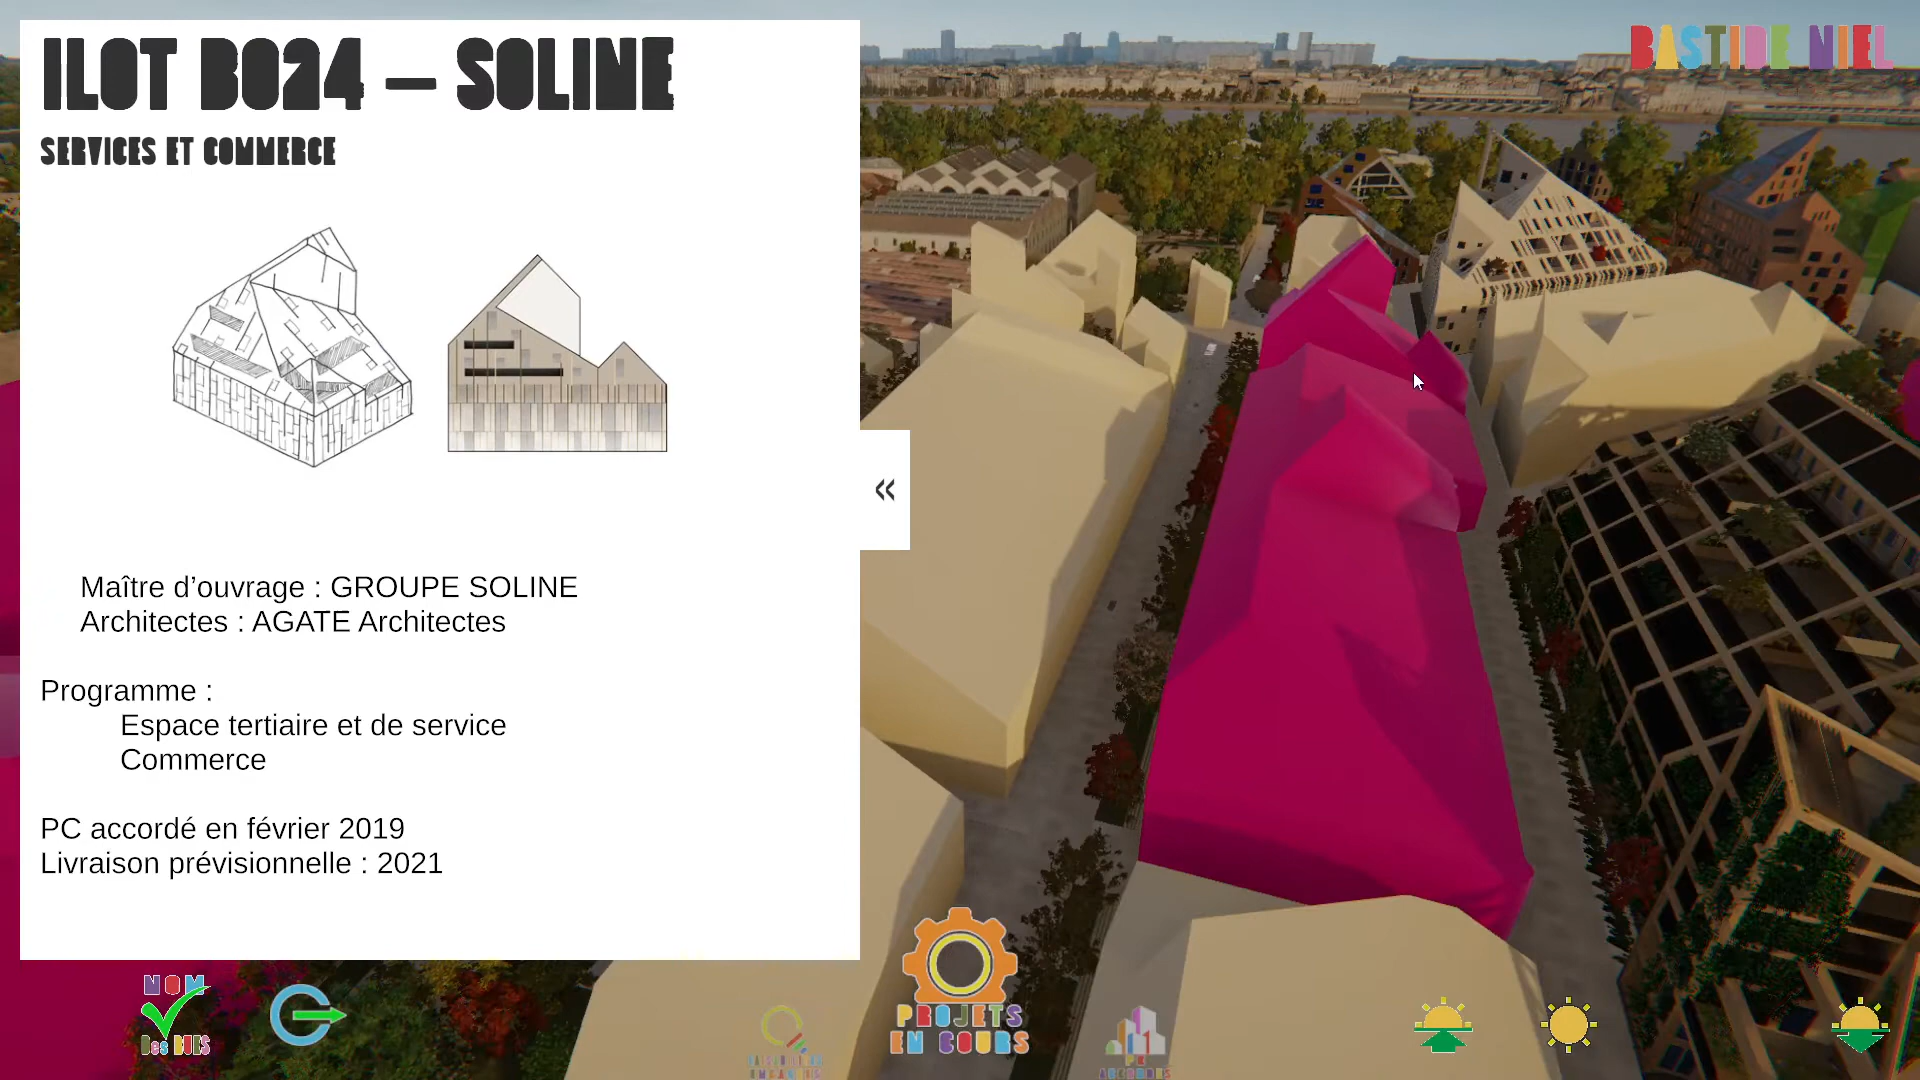 ILOT BO24 – SOLINE
SERVICES ET COMMERCE
BASTIDE NIEL
«
Maître d’ouvrage : GROUPE SOLINE
Architectes : AGATE Architectes
Programme :
Espace tertiaire et de service
Commerce
PC accordé en février 2019
Livraison prévisionnelle : 2021
NOM
Des RUES
PROJETS
EN COURS